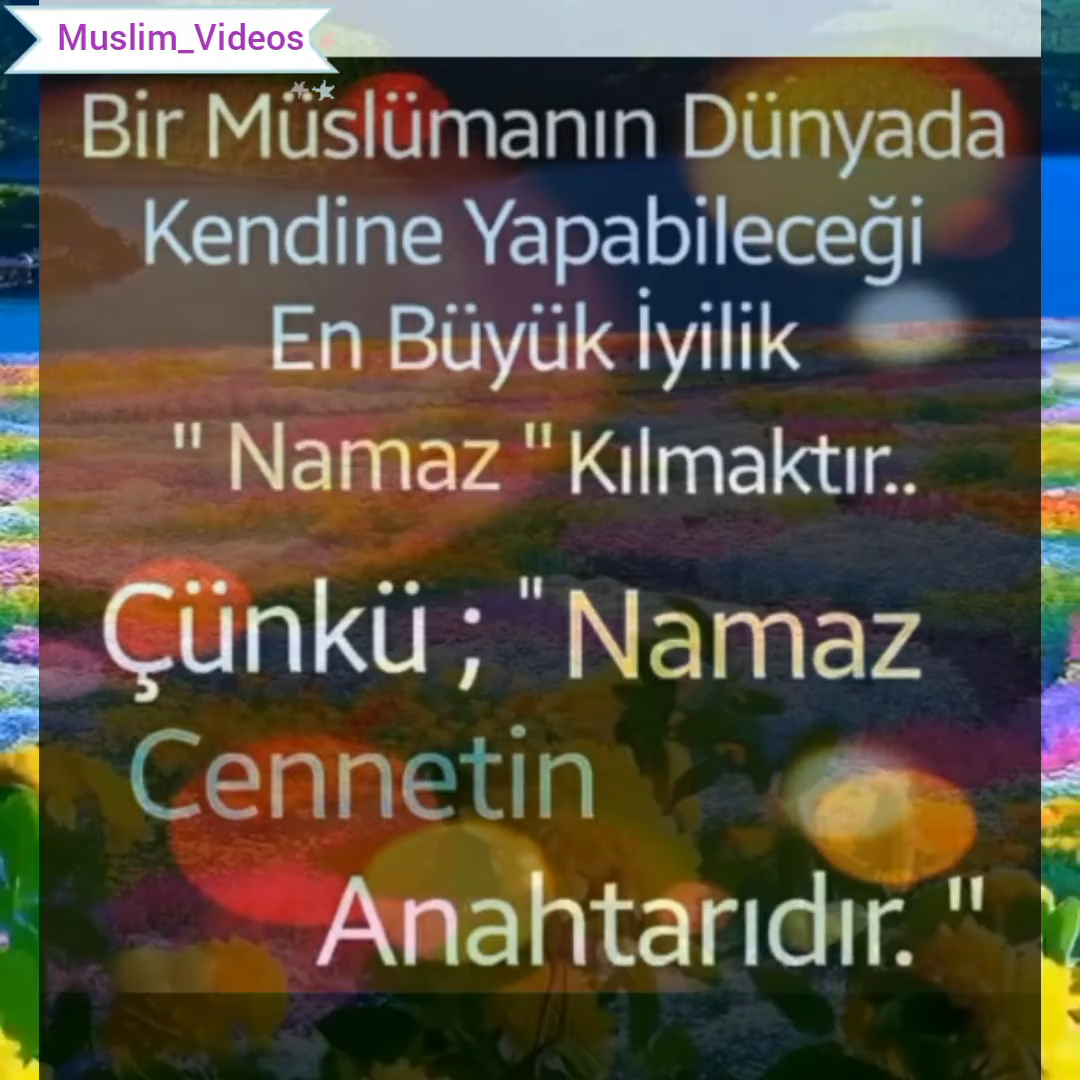 Muslim_Videos
Bir Müslümanın Dünyada
Kendine Yapabileceği
En Büyük İyilik
" Namaz " Kılmaktır..
Çünkü ; " Namaz
Cennetin
Anahtarıdır. "